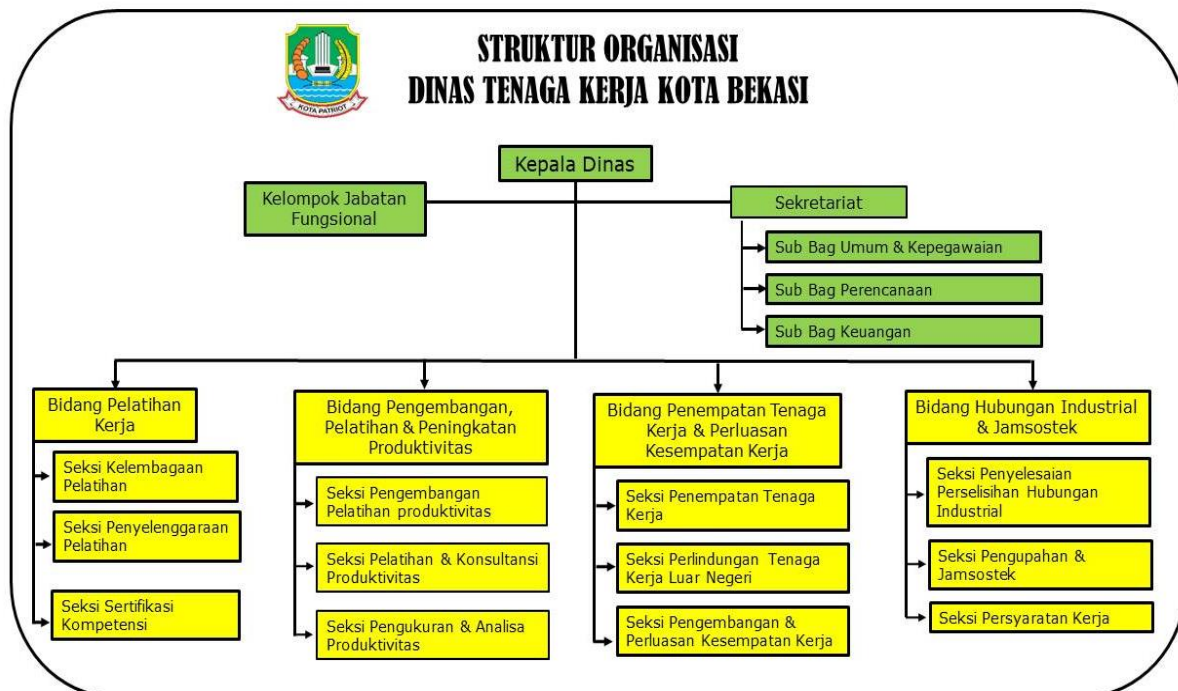 STRUKTUR ORGANISASI
DINAS TENAGA KERJA KOTA BEKASI
KOTA PATRIOT
Kepala Dinas
Kelompok Jabatan
Fungsional
Sekretariat
Sub Bag Umum & Kepegawaian
Sub Bag Perencanaan
Sub Bag Keuangan
Bidang Pelatihan
Kerja
Seksi Kelembagaan
Pelatihan
Seksi Penyelenggaraan
Pelatihan
Seksi Sertifikasi
Kompetensi
Bidang Pengembangan,
Pelatihan & Peningkatan
Produktivitas
Seksi Pengembangan
Pelatihan produktivitas
Seksi Pelatihan & Konsultansi
Produktivitas
Seksi Pengukuran & Analisa
Produktivitas
Bidang Penempatan Tenaga
Kerja & Perluasan
Kesempatan Kerja
Seksi Penempatan Tenaga
Kerja
Seksi Perlindungan Tenaga
Kerja Luar Negeri
Seksi Pengembangan &
Perluasan Kesempatan Kerja
Bidang Hubungan Industrial
& Jamsostek
Seksi Penyelesaian
Perselisihan Hubungan
Industrial
Seksi Pengupahan &
Jamsostek
Seksi Persyaratan Kerja